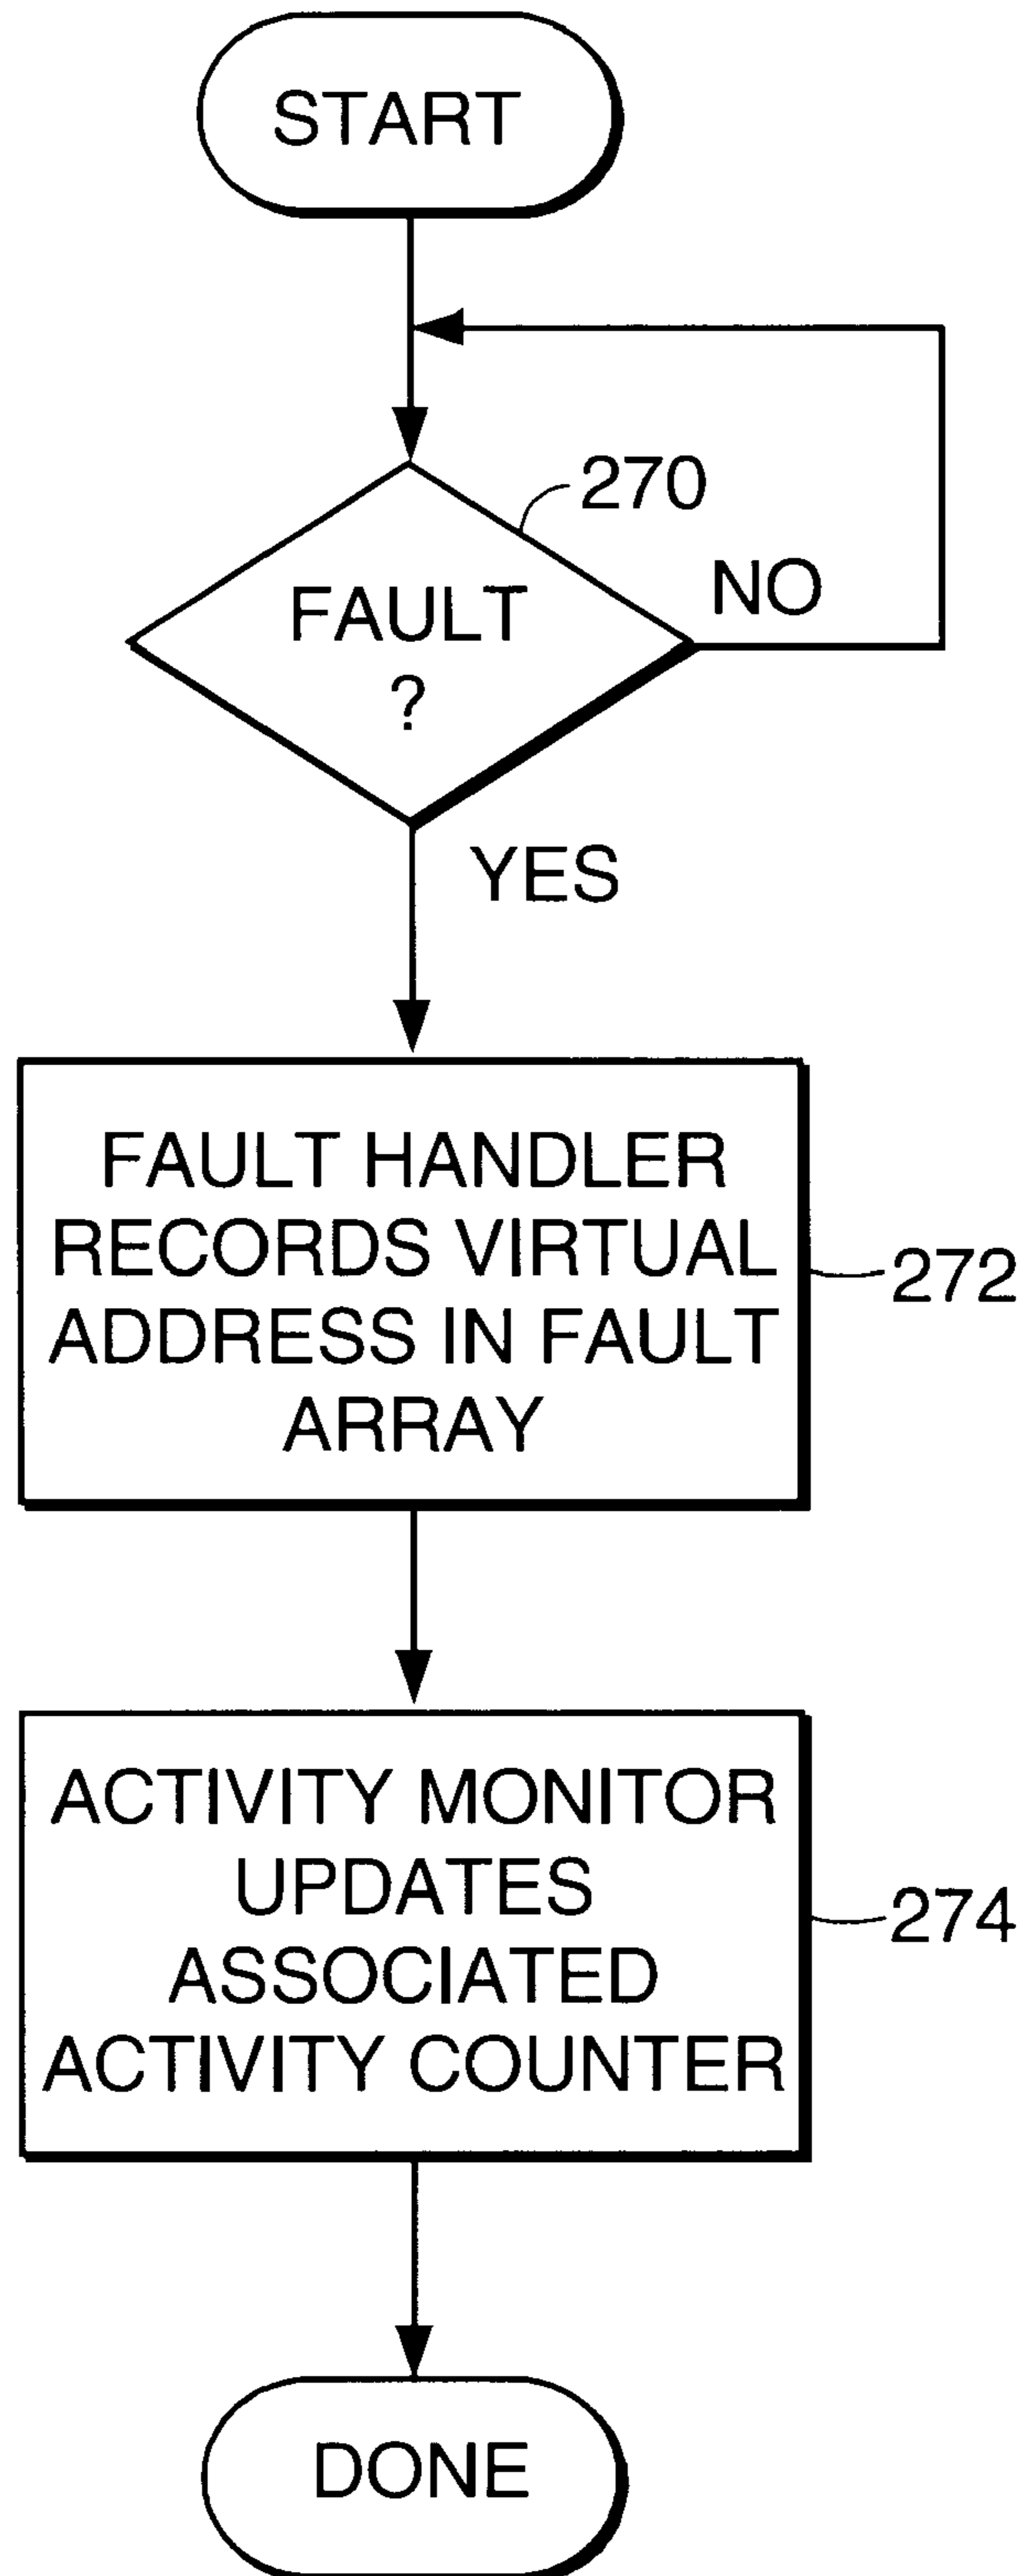 START
270
FAULT
?
NO
YES
FAULT HANDLER
RECORDS VIRTUAL
ADDRESS IN FAULT
ARRAY
272
ACTIVITY MONITOR
UPDATES
ASSOCIATED
ACTIVITY COUNTER
274
DONE